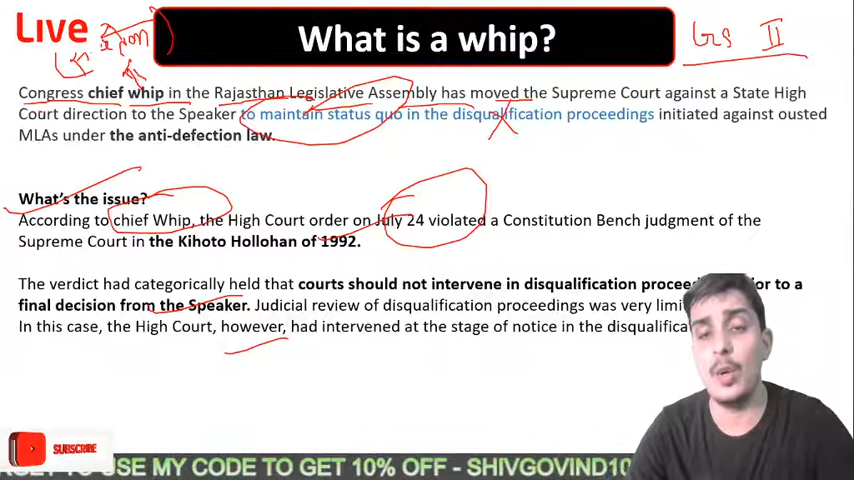 Live
What is a whip?
GS II
Congress chief whip in the Rajasthan Legislative Assembly has moved the Supreme Court against a State High
Court direction to the Speaker to maintain status quo in the disqualification proceedings initiated against ousted
MLAs under the anti-defection law.
What's the issue?
According to chief Whip, the High Court order on July 24 violated a Constitution Bench judgment of the
Supreme Court in the Kihoto Hollohan of 1992.
The verdict had categorically held that courts should not intervene in disqualification
to a
final decision from the Speaker. Judicial review of disqualification proceedings was very
In this case, the High Court, however, had intervened at the stage of notice in the
SUBSCRIBE
TO USE MY CODE TO GET 10% OFF - SHIVGOVIND10